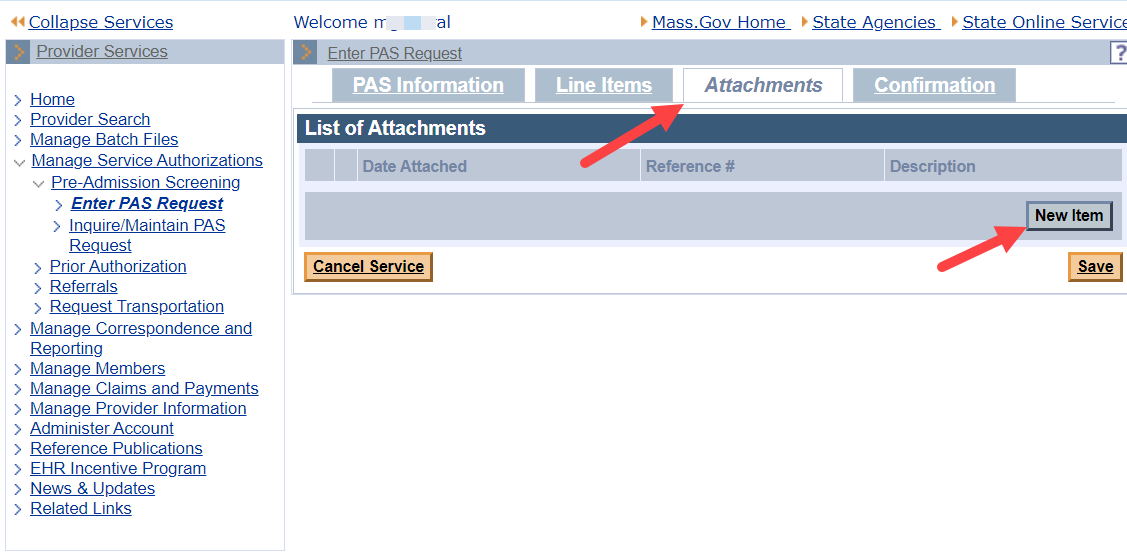 Collapse Services
Welcome m al
Mass.Gov Home
State Agencies
State Online Service
Provider Services
Home
Provider Search
Manage Batch Files
Manage Service Authorizations
Pre-Admission Screening
Enter PAS Request
Inquire/Maintain PAS
Request
Prior Authorization
Referrals
Request Transportation
Manage Correspondence and
Reporting
Manage Members
Manage Claims and Payments
Manage Provider Information
Administer Account
Reference Publications
EHR Incentive Program
News & Updates
Related Links
Enter PAS Request
?
PAS Information
Line Items
Attachments
Confirmation
List of Attachments
Date Attached
Reference #
Description
New Item
Cancel Service
Save